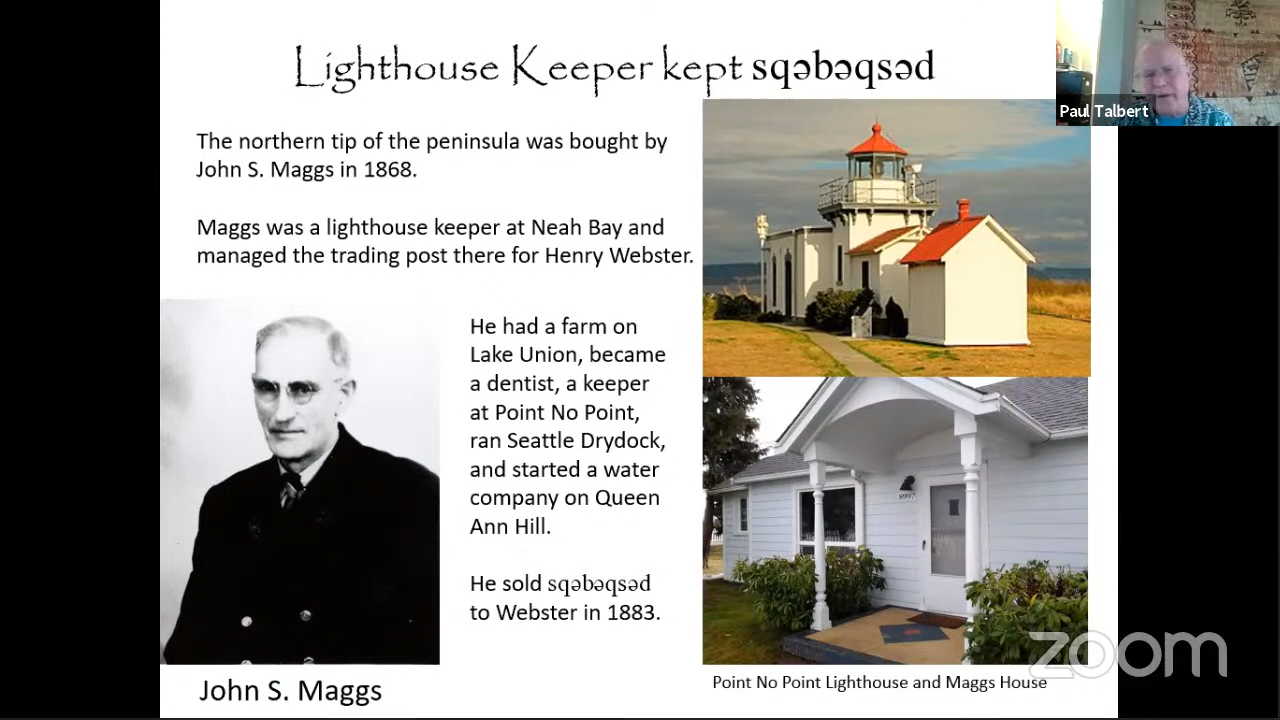 Lighthouse Keeper kept sqəbəqsəd
Paul Talbert
The northern tip of the peninsula was bought by
John S. Maggs in 1868.
Maggs was a lighthouse keeper at Neah Bay and
managed the trading post there for Henry Webster.
He had a farm on
Lake Union, became
a dentist, a keeper
at Point No Point,
ran Seattle Drydock,
and started a water
company on Queen
Ann Hill.
He sold sqəbəqsəd
to Webster in 1883.
John S. Maggs
Point No Point Lighthouse and Maggs House
zoom